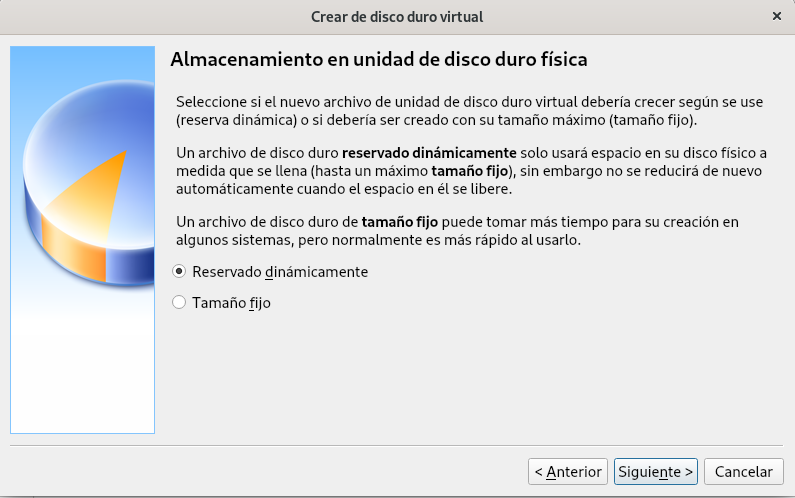 Crear de disco duro virtual
Almacenamiento en unidad de disco duro física
Seleccione si el nuevo archivo de unidad de disco duro virtual debería crecer según se use
(reserva dinámica) o si debería ser creado con su tamaño máximo (tamaño fijo).
Un archivo de disco duro reservado dinámicamente solo usará espacio en su disco físico a
medida que se llena (hasta un máximo tamaño fijo), sin embargo no se reducirá de nuevo
automáticamente cuando el espacio en él se libere.
Un archivo de disco duro de tamaño fijo puede tomar más tiempo para su creación en
algunos sistemas, pero normalmente es más rápido al usarlo.
Reservado dinámicamente
Tamaño fijo
< Anterior Siguiente > Cancelar